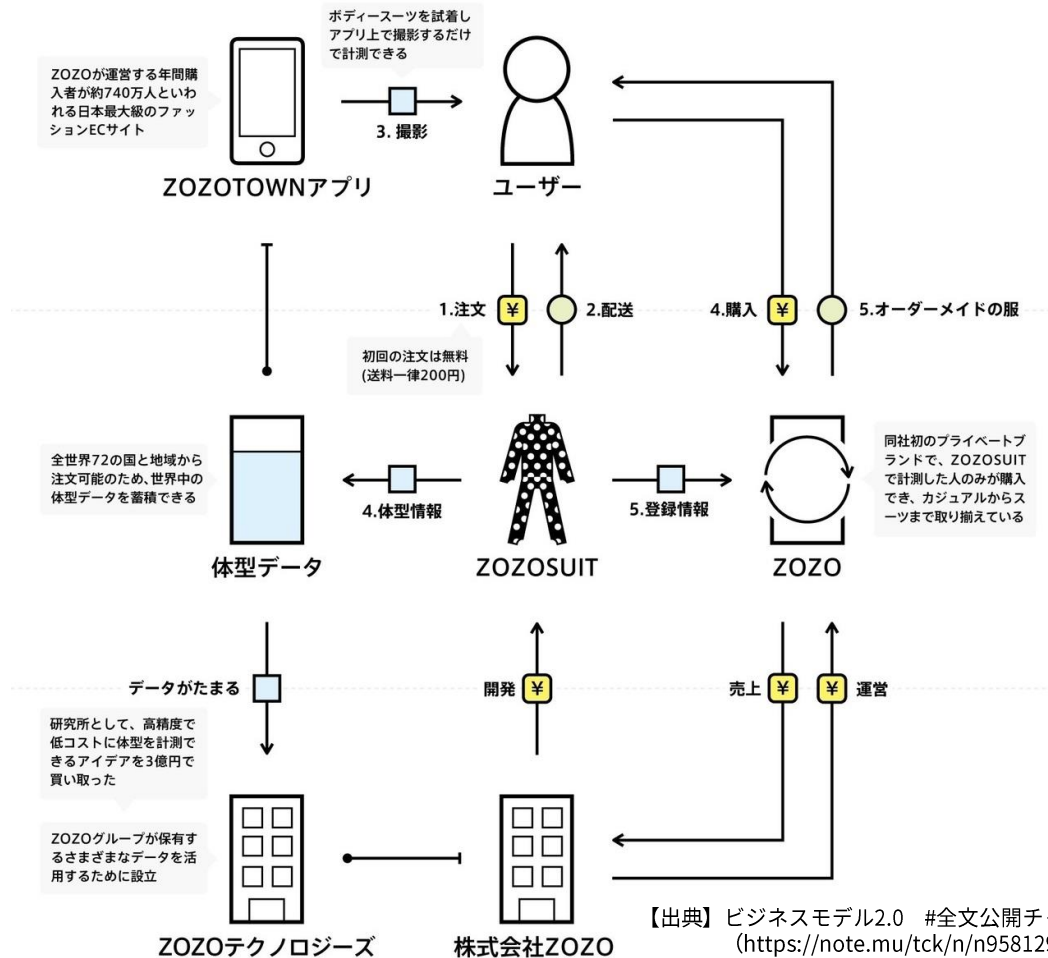 ボディースーツを試着し
アプリ上で撮影するだけ
で計測できる
ZOZOが運営する年間購
入者が約740万人といわ
れる日本最大級のファッ
ションECサイト
3. 撮影
ZOZOTOWNアプリ
ユーザー
1.注文
¥
2.配送
4.購入
¥
5.オーダーメイドの服
初回の注文は無料
(送料一律200円)
全世界72の国と地域から
注文可能のため、世界中の
体型データを蓄積できる
4.体型情報
5.登録情報
同社初のプライベートブ
ランドで、ZOZOSUIT
で計測した人のみが購入
でき、カジュアルからス
ーツまで取り揃えている
体型データ
ZOZOSUIT
ZOZO
データがたまる
開発
¥
売上
¥
¥
運営
研究所として、高精度で
低コストに体型を計測で
きるアイデアを3億円で
買い取った
ZOZOグループが保有す
るさまざまなデータを活
用するために設立
ZOZOテクノロジーズ
株式会社ZOZO
【出典】ビジネスモデル2.0　#全文公開チ
（https://note.mu/tck/n/n95812